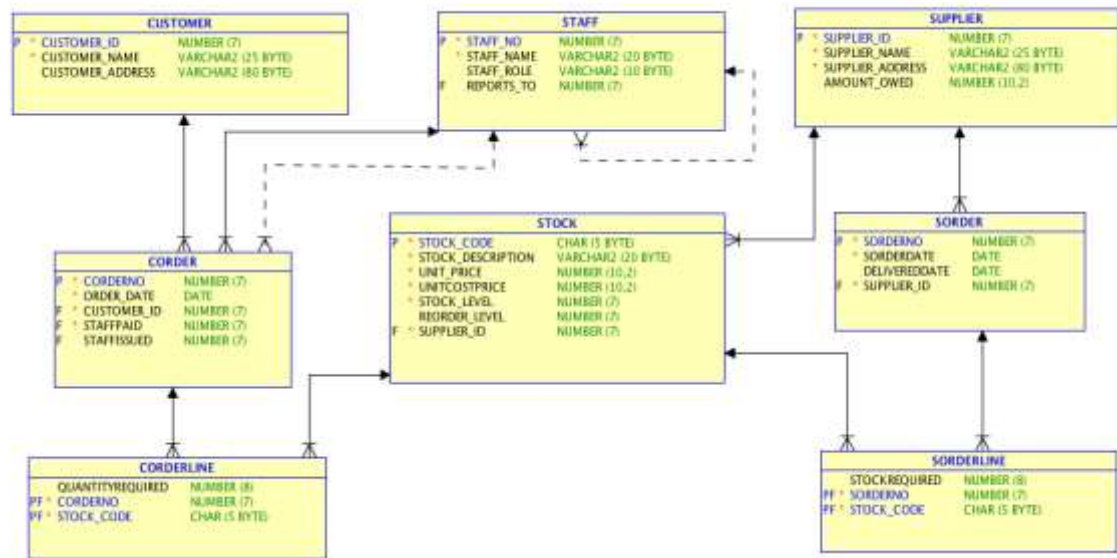 CUSTOMER
P * CUSTOMER_ID NUMBER (7)
* CUSTOMER_NAME VARCHAR2 (25 BYTE)
CUSTOMER_ADDRESS VARCHAR2 (80 BYTE)
STAFF
P * STAFF_NO NUMBER (7)
* STAFF_NAME VARCHAR2 (20 BYTE)
STAFF_ROLE VARCHAR2 (10 BYTE)
F REPORTS_TO NUMBER (7)
SUPPLIER
P * SUPPLIER_ID NUMBER (7)
* SUPPLIER_NAME VARCHAR2 (25 BYTE)
* SUPPLIER_ADDRESS VARCHAR2 (80 BYTE)
AMOUNT_OWED NUMBER (10,2)
CORDER
P * CORDERNO NUMBER (7)
* ORDER_DATE DATE
F * CUSTOMER_ID NUMBER (7)
F * STAFFPAID NUMBER (7)
F STAFFISSUED NUMBER (7)
STOCK
P * STOCK_CODE CHAR (5 BYTE)
* STOCK_DESCRIPTION VARCHAR2 (20 BYTE)
* UNIT_PRICE NUMBER (10,2)
* UNITCOSTPRICE NUMBER (10,2)
* STOCK_LEVEL NUMBER (7)
REORDER_LEVEL NUMBER (7)
F * SUPPLIER_ID NUMBER (7)
SORDER
P * SORDERNO NUMBER (7)
* SORDERDATE DATE
DELIVEREDDATE DATE
F * SUPPLIER_ID NUMBER (7)
CORDERLINE
QUANTITYREQUIRED NUMBER (8)
PF * CORDERNO NUMBER (7)
PF * STOCK_CODE CHAR (5 BYTE)
SORDERLINE
STOCKREQUIRED NUMBER (8)
PF * SORDERNO NUMBER (7)
PF * STOCK_CODE CHAR (5 BYTE)